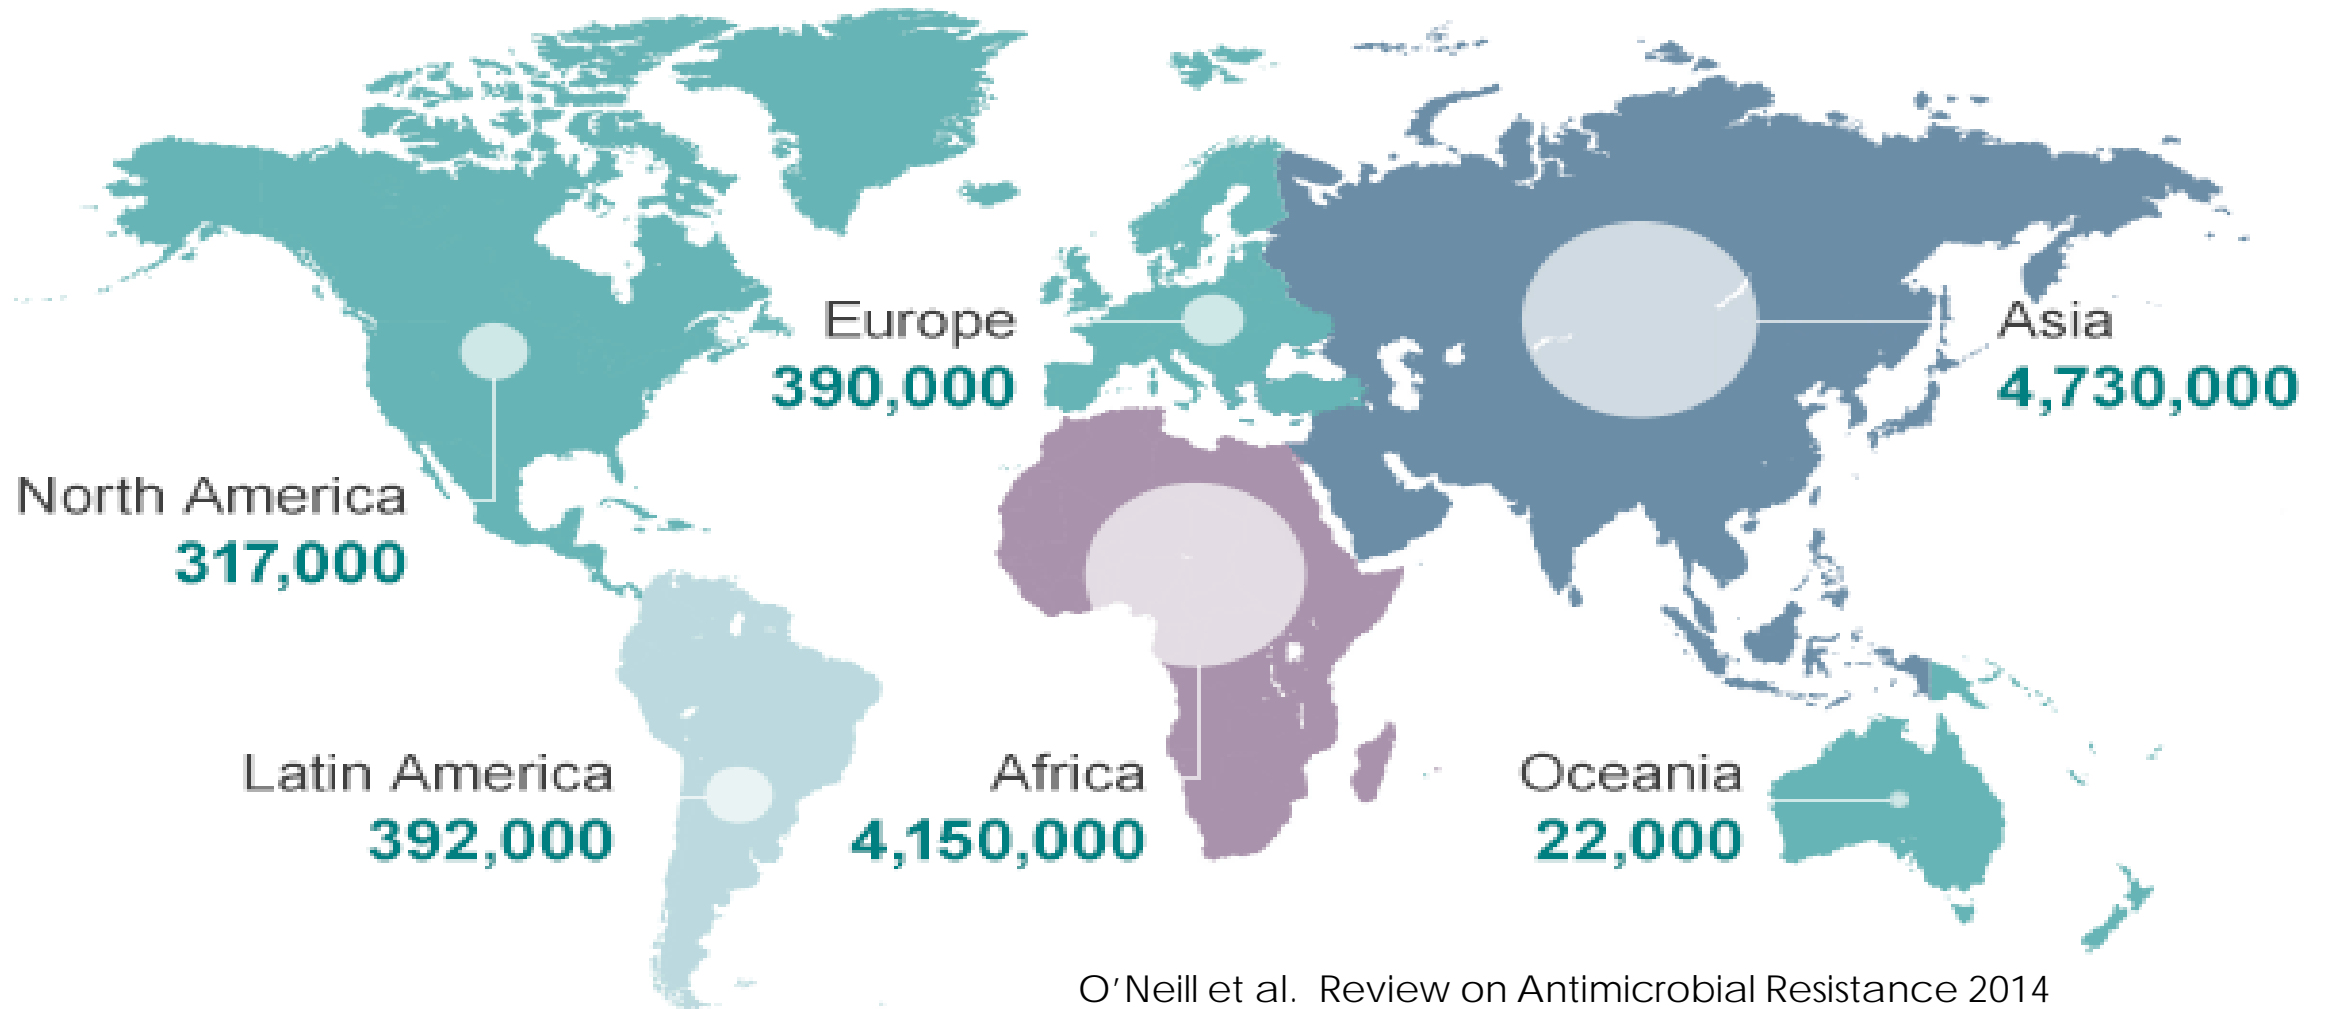 Europe
390,000
Asia
4,730,000
North America
317,000
Latin America
392,000
Africa
4,150,000
Oceania
22,000
O’Neill et al.  Review on Antimicrobial Resistance 2014